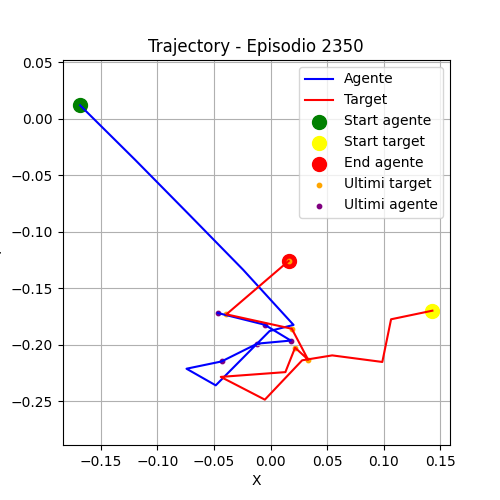 Trajectory - Episodio 2350
Agente
Target
Start agente
Start target
End agente
Ultimi target
Ultimi agente
0.05
0.00
−0.05
−0.10
−0.15
−0.20
−0.25
−0.15
−0.10
−0.05
0.00
0.05
0.10
0.15
X